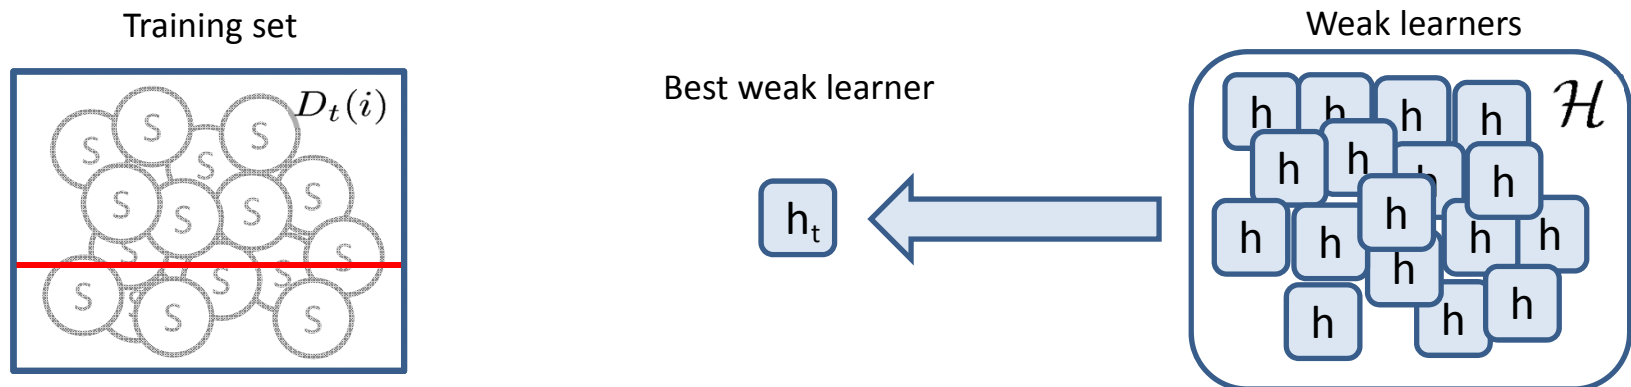 Training set
D_t(i)
S S S S
S S S S
S S S
S S S S S
Best weak learner
h_t
Weak learners
ℋ
h h h h
h h h h
h
h h h h
h
h h h